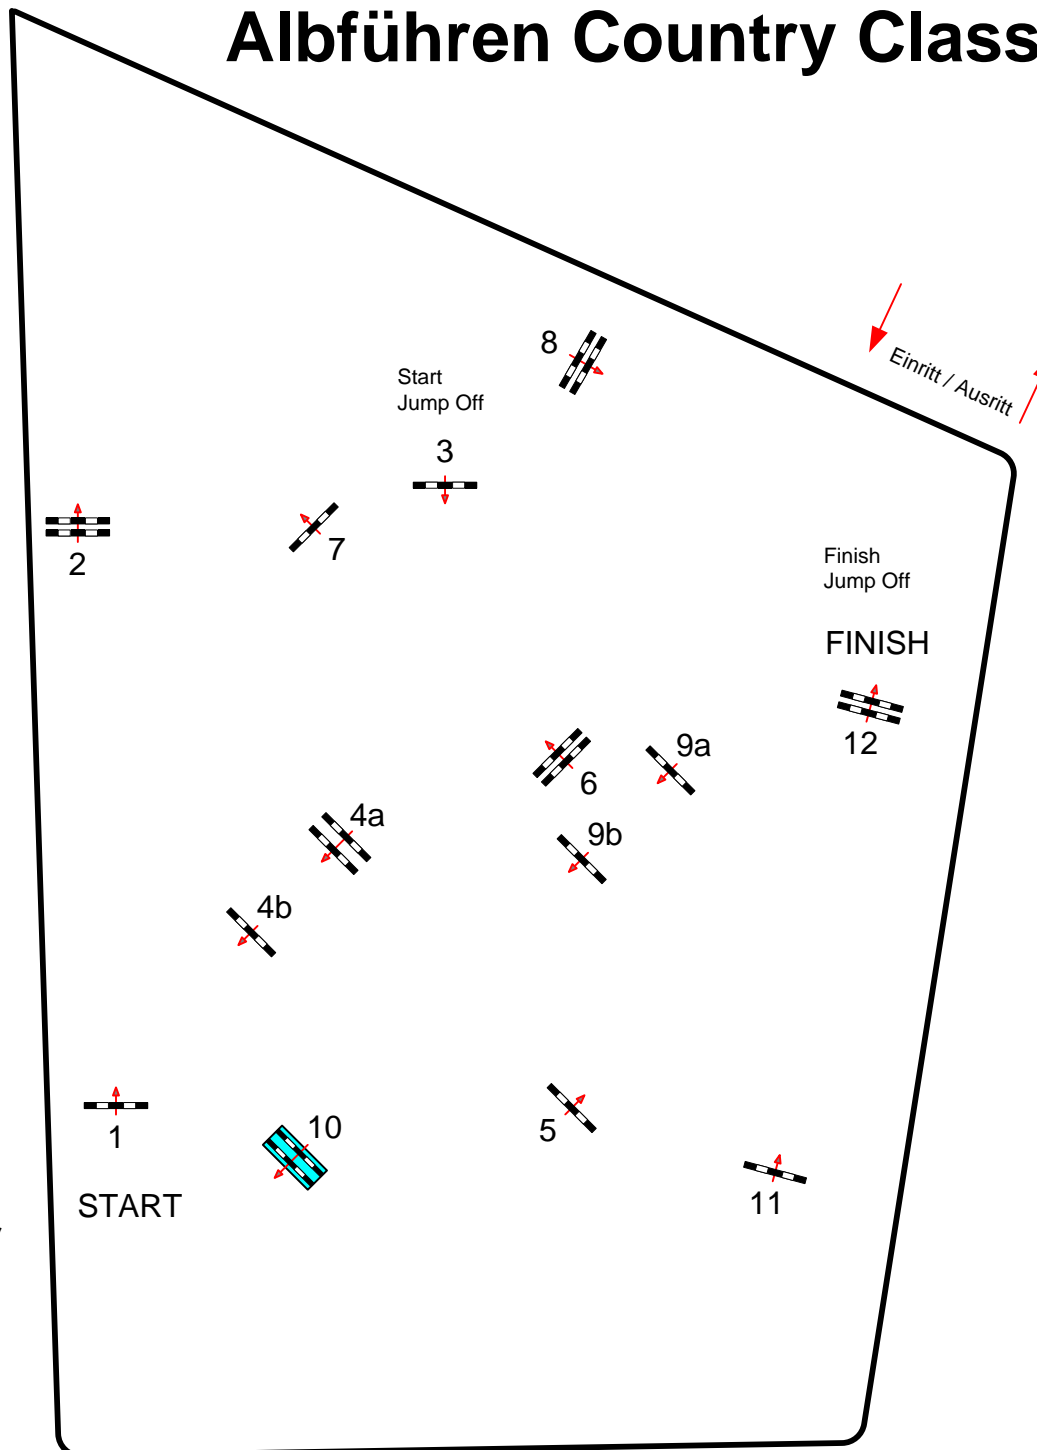 Albführen Country Class
8
Einritt / Ausritt
Start
Jump Off
3
2
7
Finish
Jump Off
FINISH
12
9a
6
4a
9b
4b
1
10
5
START
11